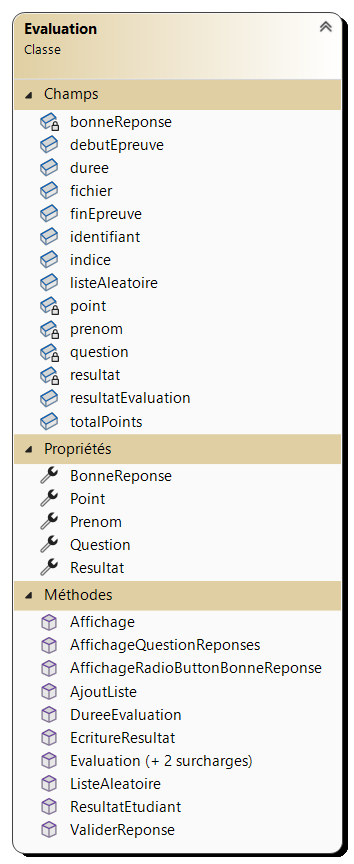 Evaluation
Classe
Champs
bonneReponse
debutEpreuve
duree
fichier
finEpreuve
identifiant
indice
listeAleatoire
point
prenom
question
resultat
resultatEvaluation
totalPoints
Propriétés
BonneReponse
Point
Prenom
Question
Resultat
Méthodes
Affichage
AffichageQuestionReponses
AffichageRadioButtonBonneReponse
AjoutListe
DureeEvaluation
EcritureResultat
Evaluation (+ 2 surcharges)
ListeAleatoire
ResultatEtudiant
ValiderReponse